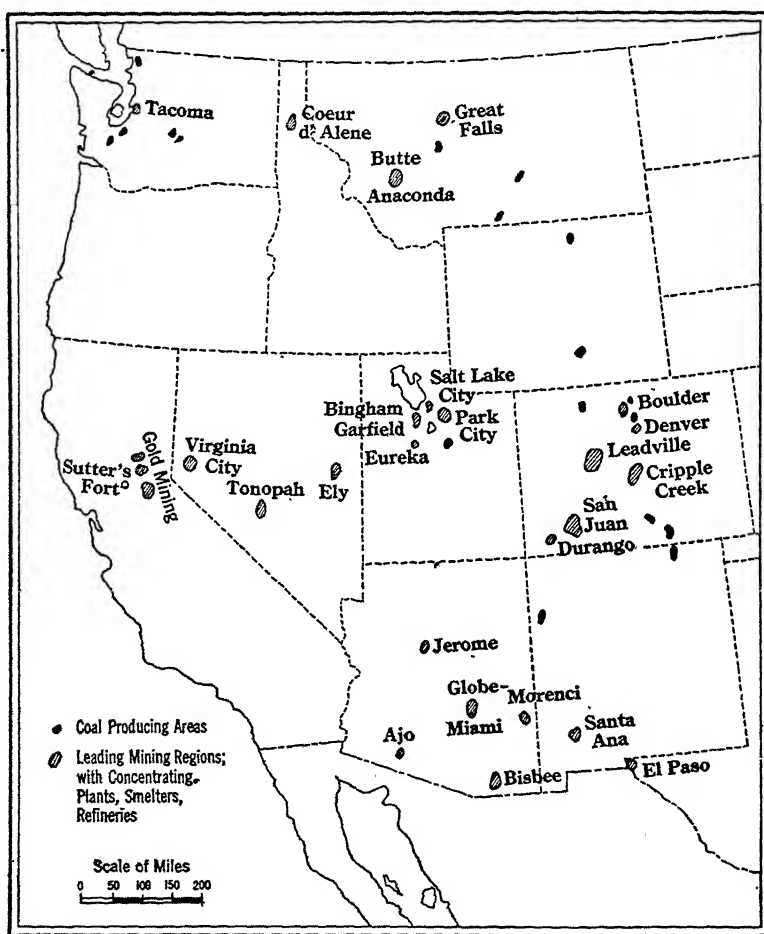 Tacoma
Coeur
d'Alene
Great
Falls
Butte
Anaconda
Salt Lake
City
Bingham
Garfield
Park
City
Eureka
Boulder
Denver
Leadville
Cripple
Creek
San
Juan
Durango
Gold Mining
Sutter's
Fort
Virginia
City
Tonopah
Ely
Jerome
Globe-
Miami
Morenci
Ajo
Bisbee
Santa
Ana
El Paso
Coal Producing Areas
Leading Mining Regions;
with Concentrating
Plants, Smelters,
Refineries
Scale of Miles
0 50 100 150 200